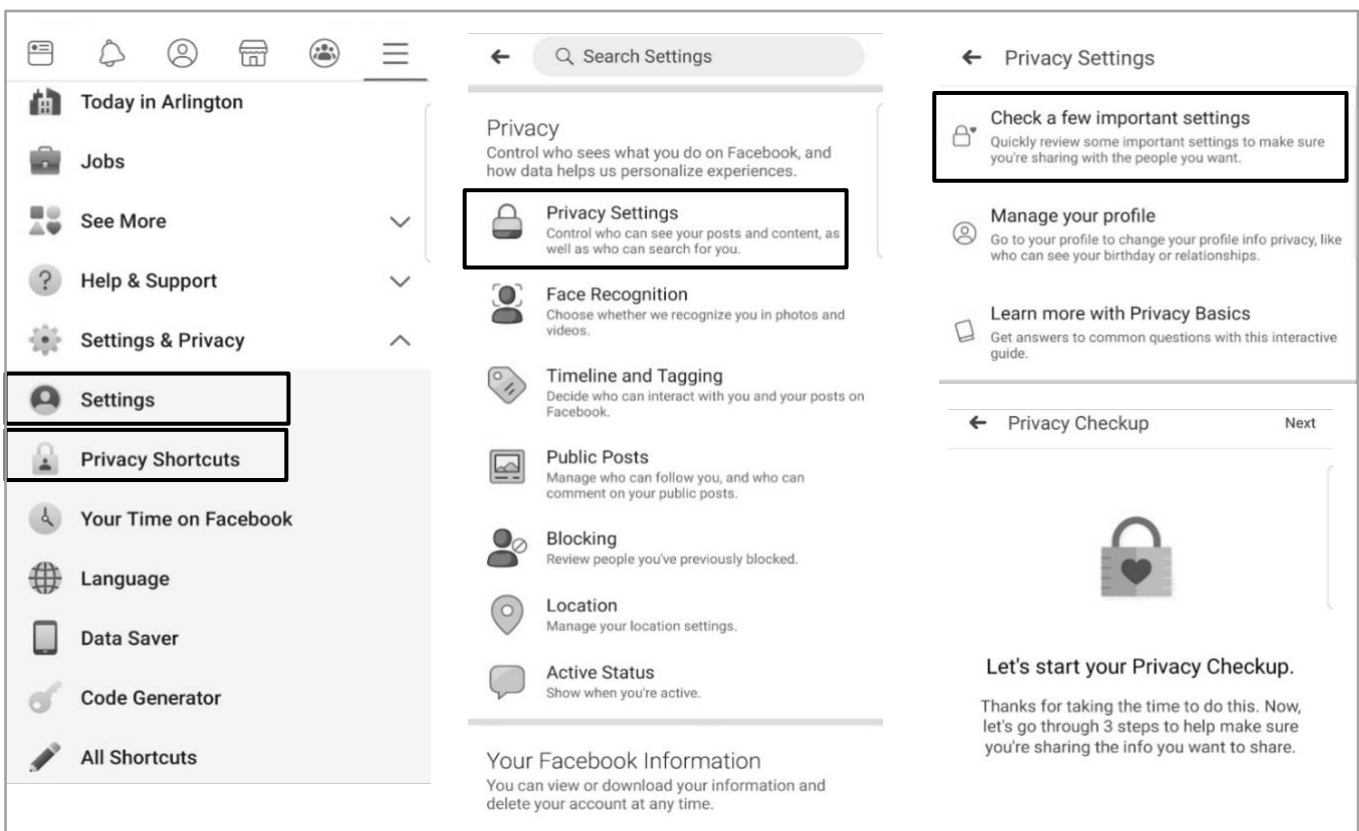 Today in Arlington
Jobs
See More
Help & Support
Settings & Privacy
Settings
Privacy Shortcuts
Your Time on Facebook
Language
Data Saver
Code Generator
All Shortcuts
Search Settings
Privacy
Control who sees what you do on Facebook, and
how data helps us personalize experiences.
Privacy Settings
Control who can see your posts and content, as
well as who can search for you.
Face Recognition
Choose whether we recognize you in photos and
videos.
Timeline and Tagging
Decide who can interact with you and your posts on
Facebook.
Public Posts
Manage who can follow you, and who can
comment on your public posts.
Blocking
Review people you've previously blocked.
Location
Manage your location settings.
Active Status
Show when you're active.
Your Facebook Information
You can view or download your information and
delete your account at any time.
Privacy Settings
Check a few important settings
Quickly review some important settings to make sure
you're sharing with the people you want.
Manage your profile
Go to your profile to change your profile info privacy, like
who can see your birthday or relationships.
Learn more with Privacy Basics
Get answers to common questions with this interactive
guide.
Privacy Checkup Next
Let's start your Privacy Checkup.
Thanks for taking the time to do this. Now,
let's go through 3 steps to help make sure
you're sharing the info you want to share.